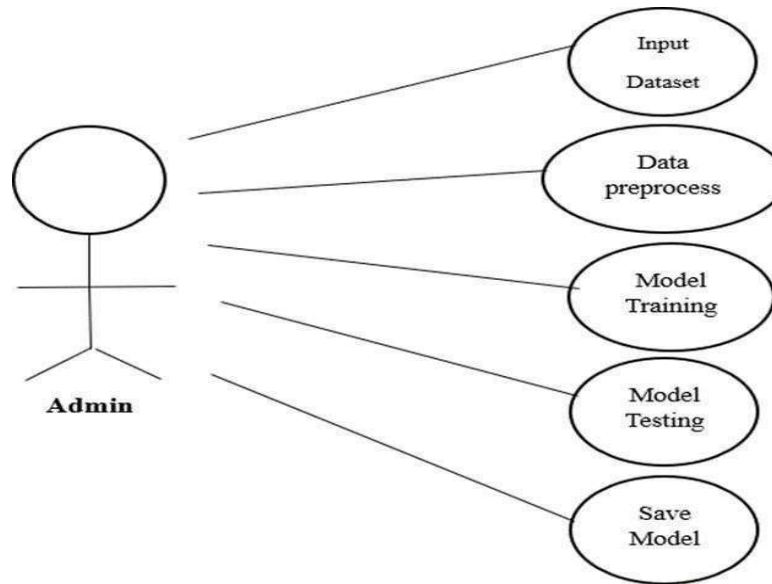 Input
Dataset
Data
preprocess
Model
Training
Admin
Model
Testing
Save
Model